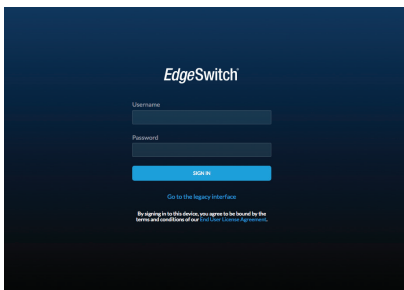 EdgeSwitch
Username
Password
SIGN IN
Go to the legacy interface
By signing in to this device, you agree to be bound by the
terms and conditions of our End User License Agreement.